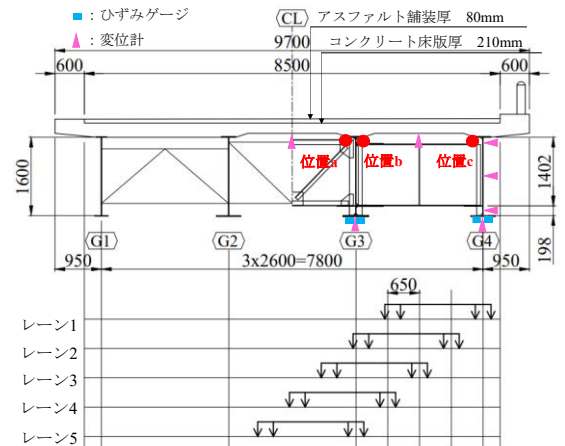 ：ひずみゲージ
：変位計
CL
アスファルト舗装厚 80mm
コンクリート床版厚 210mm
9700
600 8500 600
位置a 位置b 位置c
1600
1402
198
G1 G2 G3 G4
950 3x2600=7800 950
650
レーン1
レーン2
レーン3
レーン4
レーン5